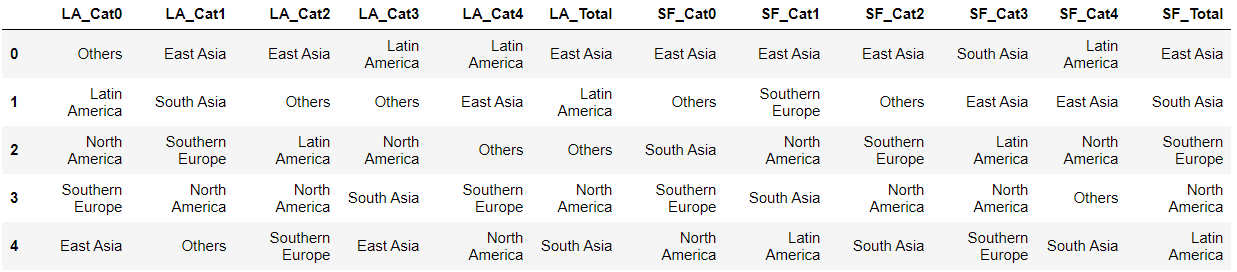 LA_Cat0 LA_Cat1 LA_Cat2 LA_Cat3 LA_Cat4 LA_Total SF_Cat0 SF_Cat1 SF_Cat2 SF_Cat3 SF_Cat4 SF_Total
0 Others East Asia East Asia Latin America Latin America East Asia East Asia East Asia East Asia South Asia Latin America East Asia
1 Latin America South Asia Others Others East Asia Latin America Others Southern Europe Others East Asia East Asia South Asia
2 North America Southern Europe Latin America North America Others Others South Asia North America Southern Europe Latin America North America Southern Europe
3 Southern Europe North America North America South Asia Southern Europe North America Southern Europe South Asia North America North America Others North America
4 East Asia Others Southern Europe East Asia North America South Asia North America Latin America South Asia Southern Europe South Asia Latin America